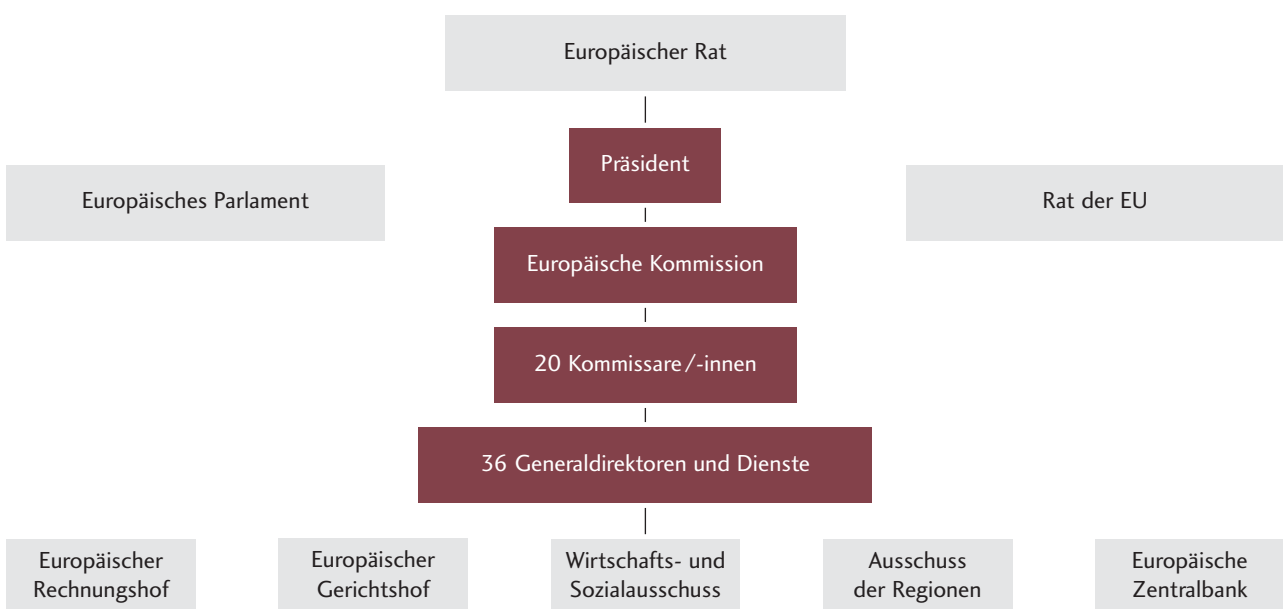 Europäischer Rat
Präsident
Europäisches Parlament
Rat der EU
Europäische Kommission
20 Kommissare/-innen
36 Generaldirektoren und Dienste
Europäischer
Rechnungshof
Europäischer
Gerichtshof
Wirtschafts- und
Sozialausschuss
Ausschuss
der Regionen
Europäische
Zentralbank